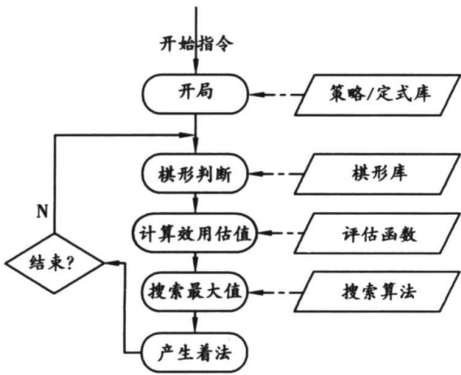 开始指令
开局
策略/定式库
棋形判断
棋形库
N
计算效用估值
评估函数
结束?
搜索最大值
搜索算法
产生着法